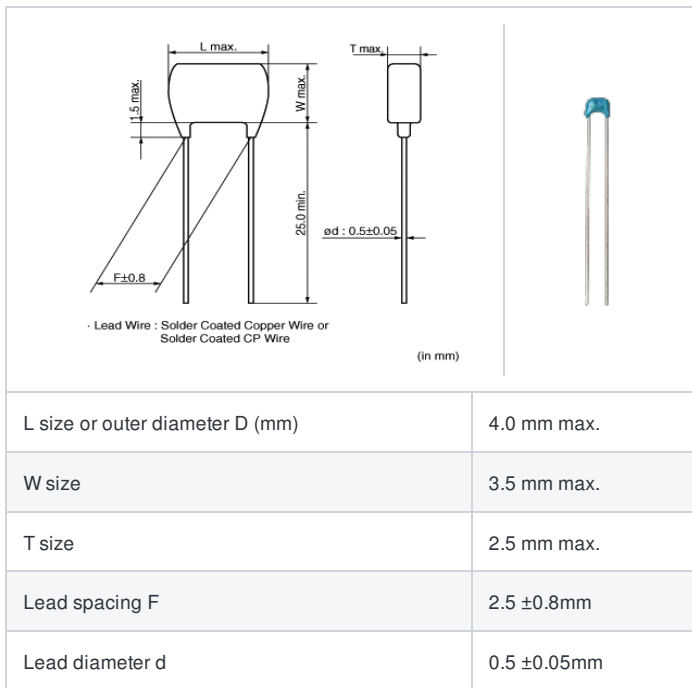 L max.
T max.
1.5 max.
W max.
25.0 min.
ød : 0.5±0.05
F±0.8
· Lead Wire : Solder Coated Copper Wire or
Solder Coated CP Wire
(in mm)
L size or outer diameter D (mm) 4.0 mm max.
W size 3.5 mm max.
T size 2.5 mm max.
Lead spacing F 2.5 ±0.8mm
Lead diameter d 0.5 ±0.05mm